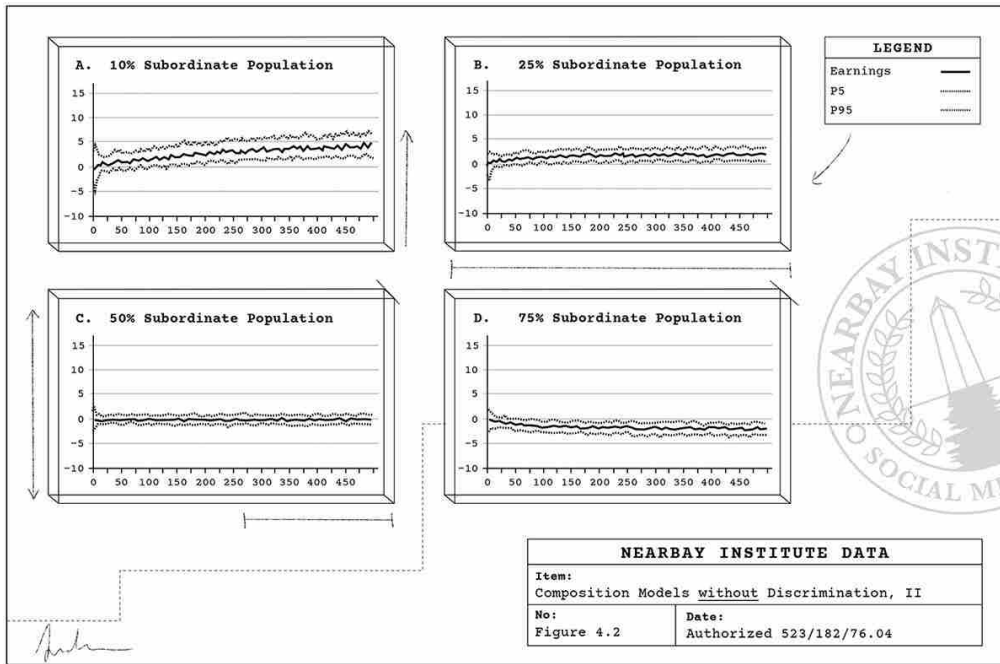 A. 10% Subordinate Population
15
10
5
0
−5
−10
0 50 100 150 200 250 300 350 400 450
B. 25% Subordinate Population
15
10
5
0
−5
−10
0 50 100 150 200 250 300 350 400 450
LEGEND
Earnings
P5
P95
C. 50% Subordinate Population
15
10
5
0
−5
−10
0 50 100 150 200 250 300 350 400 450
D. 75% Subordinate Population
15
10
5
0
−5
−10
0 50 100 150 200 250 300 350 400 450
NEARBAY INSTI
O SOCIAL ME
NEARBAY INSTITUTE DATA
Item:
Composition Models without Discrimination, II
No:
Figure 4.2
Date:
Authorized 523/182/76.04